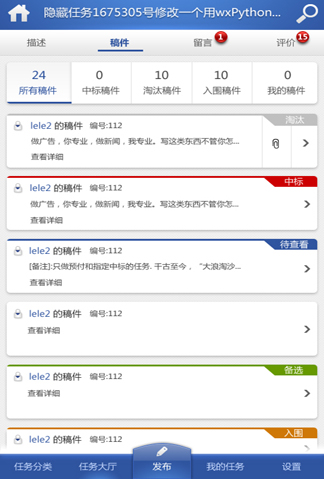 隐藏任务1675305号修改一个用wxPython...
描述
稿件
留言
1
评价
15
24
所有稿件
0
中标稿件
10
淘汰稿件
10
入围稿件
0
我的稿件
淘汰
lele2 的稿件 编号:112
做广告，你专业，做新闻，我专业。写这类东西不管你怎...
查看详细
中标
lele2 的稿件 编号:112
做广告，你专业，做新闻，我专业。写这类东西不管你怎...
查看详细
待查看
lele2 的稿件 编号:112
[备注]:只做预付和指定中标的任务. 千古至今，“大浪淘沙...
查看详细
lele2 的稿件 编号:112
查看详细
备选
lele2 的稿件 编号:112
查看详细
入围
lele2 的稿件 编号:112
任务分类
任务大厅
发布
我的任务
设置